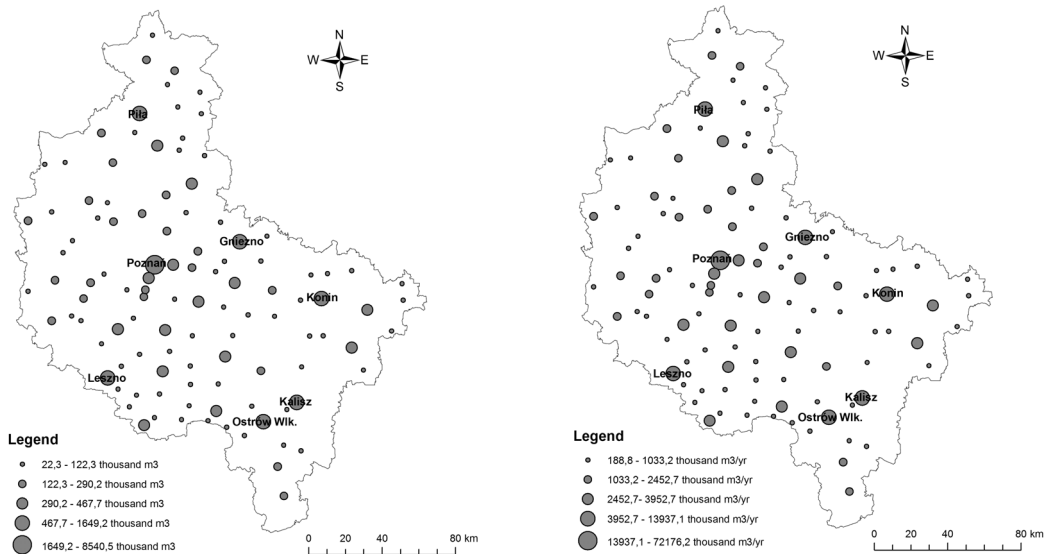 N
W E
S
Piła
Gniezno
Poznań
Konin
Leszno
Kalisz
Ostrów Wlk.
Legend
22,3 - 122,3 thousand m3
122,3 - 290,2 thousand m3
290,2 - 467,7 thousand m3
467,7 - 1649,2 thousand m3
1649,2 - 8540,5 thousand m3
0 20 40 80 km
N
W E
S
Piła
Gniezno
Poznań
Konin
Leszno
Kalisz
Ostrów Wlk.
Legend
188,8 - 1033,2 thousand m3/yr
1033,2 - 2452,7 thousand m3/yr
2452,7- 3952,7 thousand m3/yr
3952,7 - 13937,1 thousand m3/yr
13937,1 - 72176,2 thousand m3/yr
0 20 40 80 km